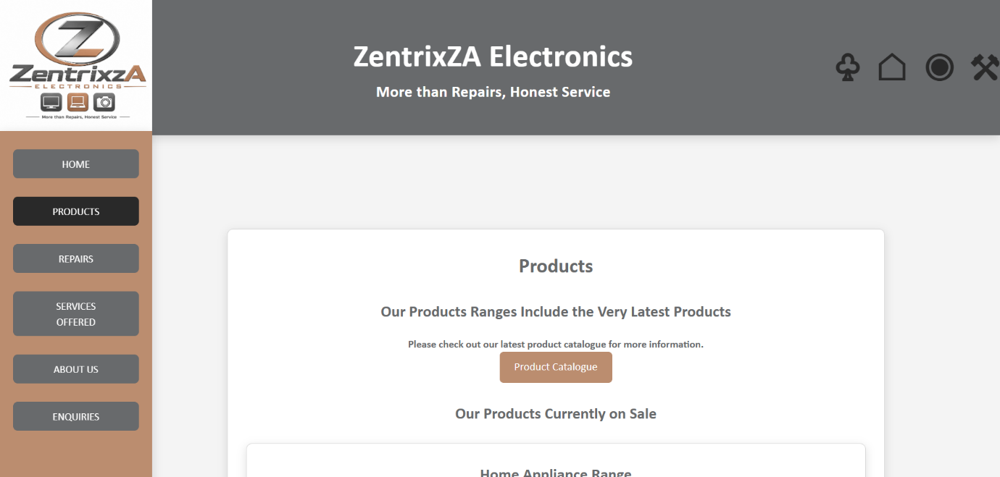 ZentrixzA
ELECTRONICS
More than Repairs, Honest Service
ZentrixZA Electronics
More than Repairs, Honest Service
HOME
PRODUCTS
REPAIRS
SERVICES
OFFERED
ABOUT US
ENQUIRIES
Products
Our Products Ranges Include the Very Latest Products
Please check out our latest product catalogue for more information.
Product Catalogue
Our Products Currently on Sale
Home Appliance Range